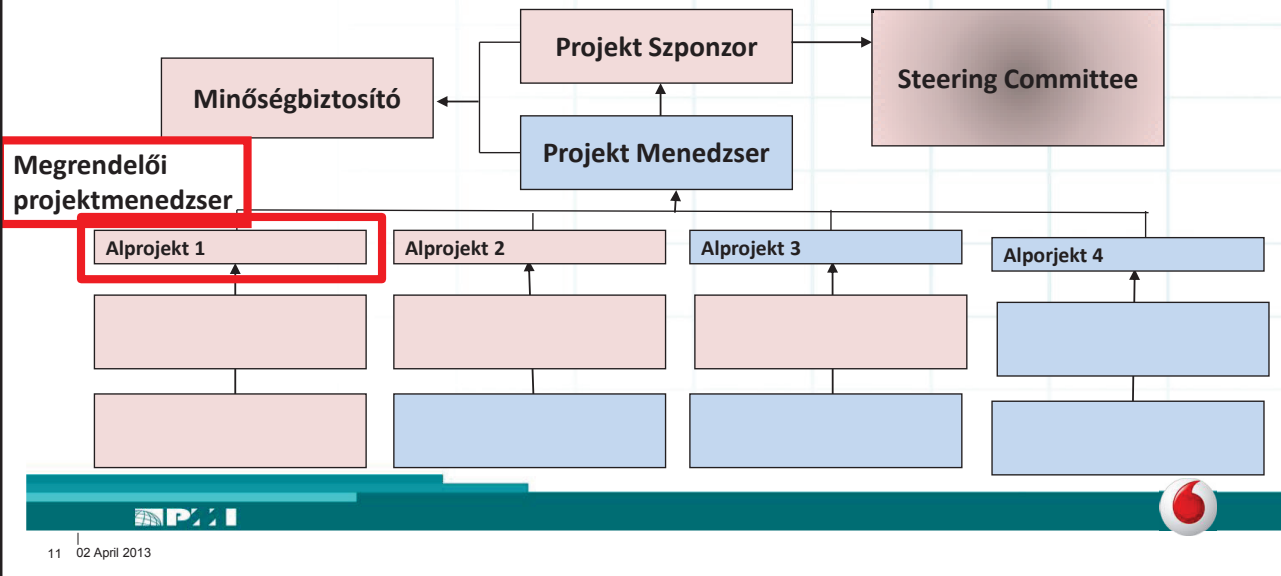 Projekt Szponzor
Steering Committee
Minőségbiztosító
Projekt Menedzser
Megrendelői
projektmenedzser
Alprojekt 1
Alprojekt 2
Alprojekt 3
Alporjekt 4
PMI
11
02 April 2013